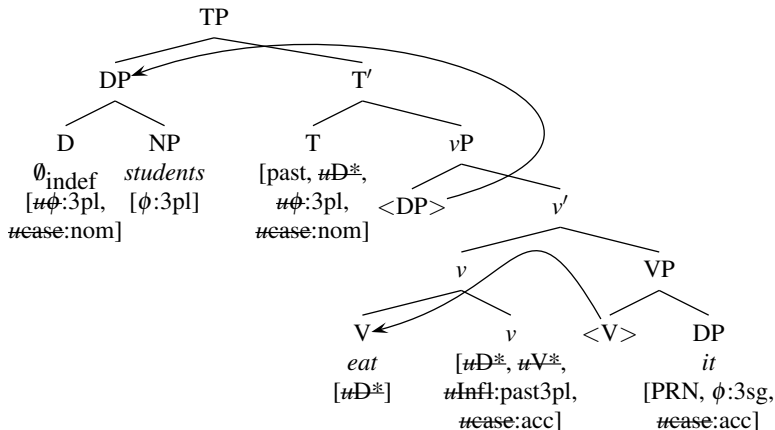 TP
DP T′
D NP T vP
∅indef students [past, uD*, <DP> v′
[uϕ:3pl, [ϕ:3pl] uϕ:3pl,
ucase:nom] ucase:nom]
v VP
V v <V> DP
eat [uD*, uV*, it
[uD*] uInfl:past3pl, [PRN, ϕ:3sg,
ucase:acc] ucase:acc]